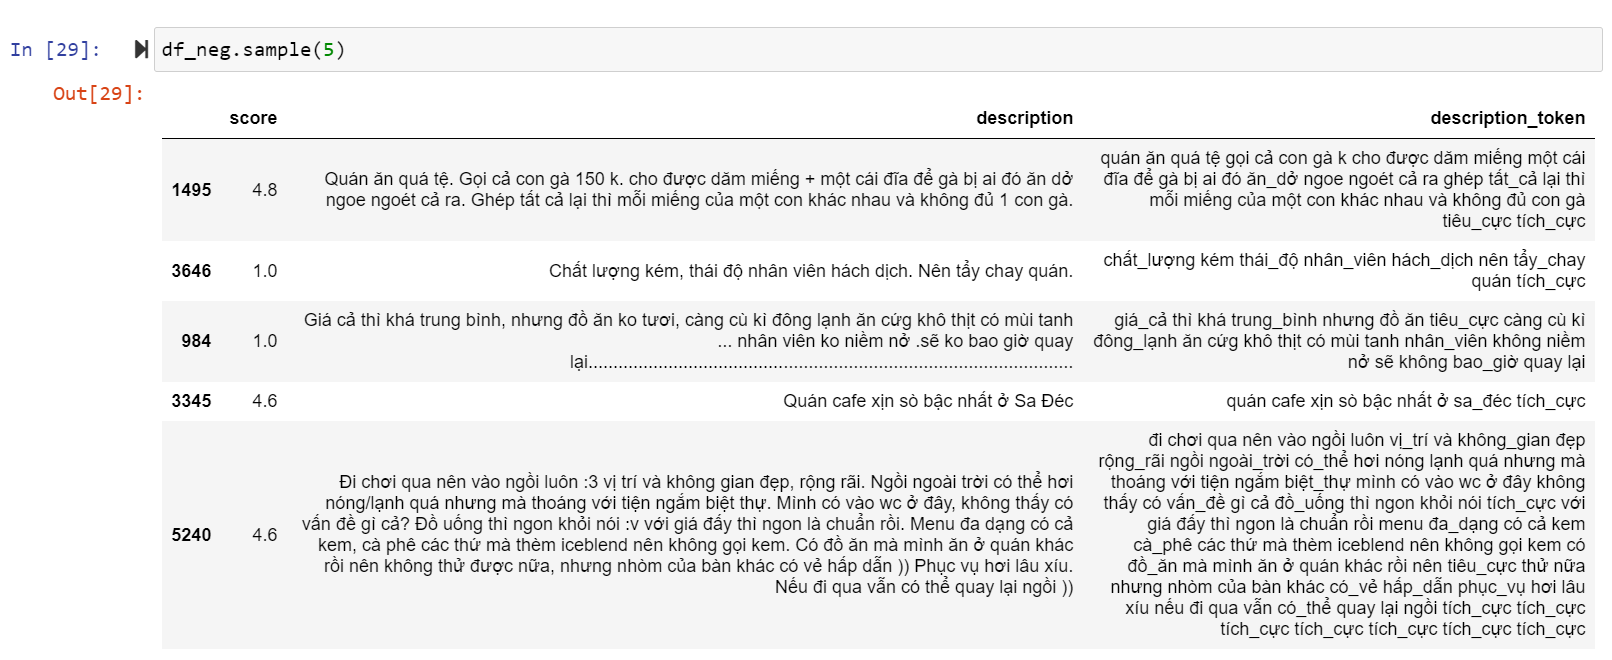 In [29]:
df_neg.sample(5)
Out[29]:
score description description_token
1495 4.8
Quán ăn quá tệ. Gọi cả con gà 150 k. cho được dăm miếng + một cái đĩa để gà bị ai đó ăn dở
ngoe ngoét cả ra. Ghép tất cả lại thì mỗi miếng của một con khác nhau và không đủ 1 con gà.
quán ăn quá tệ gọi cả con gà k cho được dăm miếng một cái
đĩa để gà bị ai đó ăn_dở ngoe ngoét cả ra ghép tất_cả lại thì
mỗi miếng của một con khác nhau và không đủ con gà
tiêu_cực tích_cực
3646 1.0
Chất lượng kém, thái độ nhân viên hách dịch. Nên tẩy chay quán.
chất_lượng kém thái_độ nhân_viên hách_dịch nên tẩy_chay
quán tích_cực
984 1.0
Giá cả thì khá trung bình, nhưng đồ ăn ko tươi, càng cù kì đông lạnh ăn cứg khô thịt có mùi tanh
... nhân viên ko niềm nở .sẽ ko bao giờ quay
lại.................................................................................................
giá_cả thì khá trung_bình nhưng đồ ăn tiêu_cực càng cù kì
đông_lạnh ăn cứg khô thịt có mùi tanh nhân_viên không niềm
nở sẽ không bao_giờ quay lại
3345 4.6
Quán cafe xịn sò bậc nhất ở Sa Đéc
quán cafe xịn sò bậc nhất ở sa_đéc tích_cực
5240 4.6
Đi chơi qua nên vào ngồi luôn :3 vị trí và không gian đẹp, rộng rãi. Ngồi ngoài trời có thể hơi
nóng/lạnh quá nhưng mà thoáng với tiện ngắm biệt thự. Mình có vào wc ở đây, không thấy có
vấn đề gì cả? Đồ uống thì ngon khỏi nói :v với giá đấy thì ngon là chuẩn rồi. Menu đa dạng có cả
kem, cà phê các thứ mà thèm iceblend nên không gọi kem. Có đồ ăn mà mình ăn ở quán khác
rồi nên không thử được nữa, nhưng nhòm của bàn khác có vẻ hấp dẫn )) Phục vụ hơi lâu xíu.
Nếu đi qua vẫn có thể quay lại ngồi ))
đi chơi qua nên vào ngồi luôn vị_trí và không_gian đẹp
rộng_rãi ngồi ngoài_trời có_thể hơi nóng lạnh quá nhưng mà
thoáng với tiện ngắm biệt_thự mình có vào wc ở đây không
thấy có vấn_đề gì cả đồ_uống thì ngon khỏi nói tích_cực với
giá đấy thì ngon là chuẩn rồi menu đa_dạng có cả kem
cà_phê các thứ mà thèm iceblend nên không gọi kem có
đồ_ăn mà mình ăn ở quán khác rồi nên tiêu_cực thử nữa
nhưng nhòm của bàn khác có_vẻ hấp_dẫn phục_vụ hơi lâu
xíu nếu đi qua vẫn có_thể quay lại ngồi tích_cực tích_cực
tích_cực tích_cực tích_cực tích_cực tích_cực